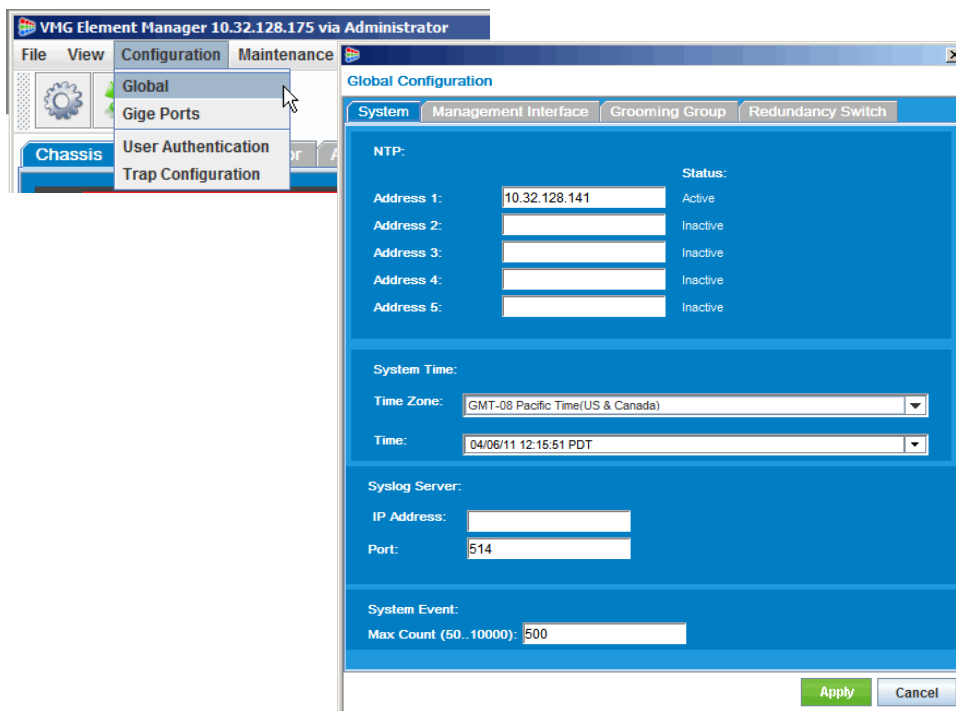 VMG Element Manager 10.32.128.175 via Administrator
File View Configuration Maintenance
Global
Gige Ports
User Authentication
Trap Configuration
Chassis
Global Configuration
System Management Interface Grooming Group Redundancy Switch
NTP:
Status:
Address 1: 10.32.128.141 Active
Address 2: Inactive
Address 3: Inactive
Address 4: Inactive
Address 5: Inactive
System Time:
Time Zone: GMT-08 Pacific Time(US & Canada)
Time: 04/06/11 12:15:51 PDT
Syslog Server:
IP Address:
Port: 514
System Event:
Max Count (50..10000): 500
Apply Cancel